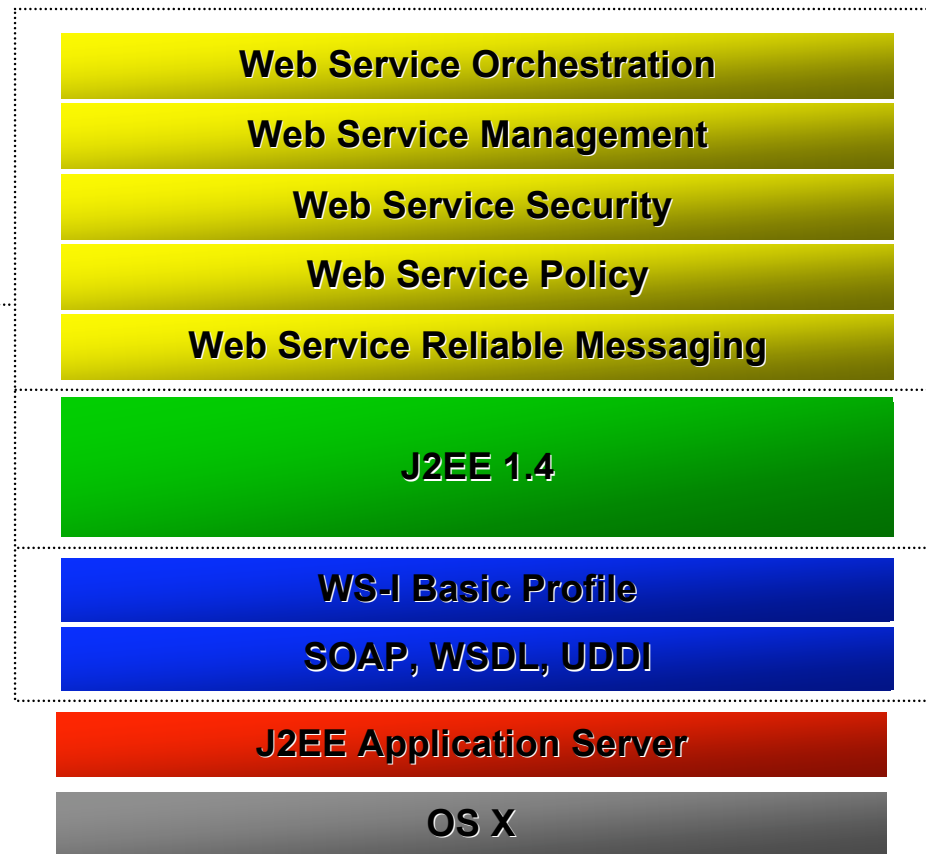 Web Service Orchestration
Web Service Management
Web Service Security
Web Service Policy
Web Service Reliable Messaging
J2EE 1.4
WS-I Basic Profile
SOAP, WSDL, UDDI
J2EE Application Server
OS X